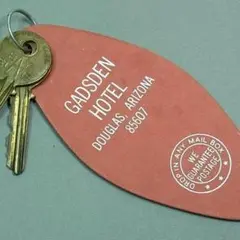 GADSDEN
HOTEL
DOUGLAS, ARIZONA
85607
DROP IN ANY MAIL BOX
WE
GUARANTEE
POSTAGE